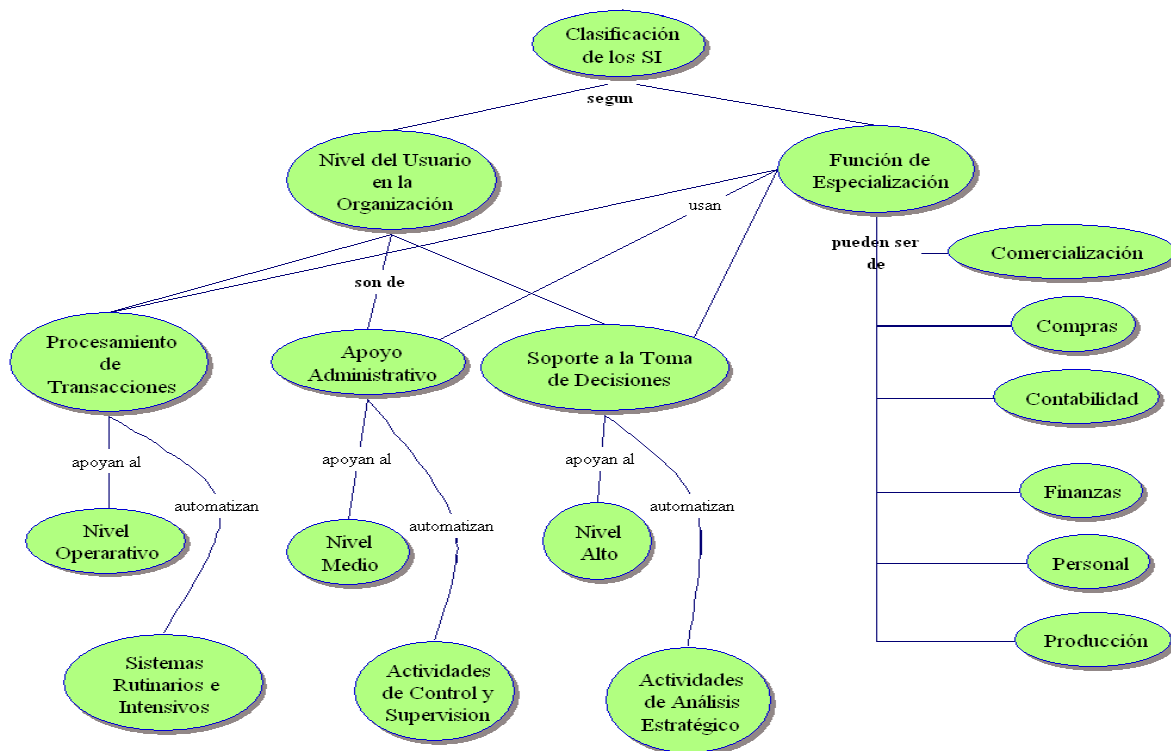 Clasificación
de los SI
segun
Nivel del Usuario
en la
Organización
Función de
Especialización
usan
pueden ser
de
Comercialización
son de
Procesamiento
de
Transacciones
Apoyo
Administrativo
Soporte a la Toma
de Decisiones
Compras
Contabilidad
apoyan al
apoyan al
apoyan al
automatizan
automatizan
automatizan
Nivel
Operarativo
Nivel
Medio
Nivel
Alto
Finanzas
Personal
Producción
Sistemas
Rutinarios e
Intensivos
Actividades
de Control y
Supervision
Actividades
de Análisis
Estratégico